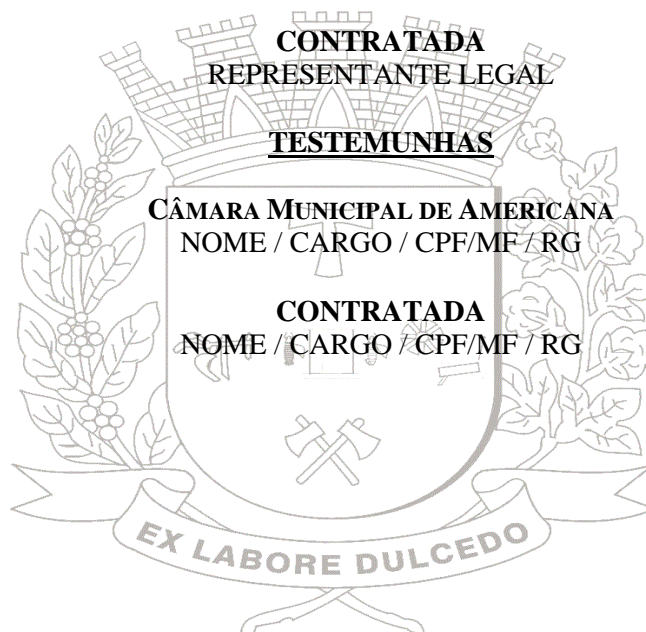 CONTRATADA
REPRESENTANTE LEGAL
TESTEMUNHAS
CÂMARA MUNICIPAL DE AMERICANA
NOME / CARGO / CPF/MF / RG
CONTRATADA
NOME / CARGO / CPF/MF / RG
EX LABORE DULCEDO